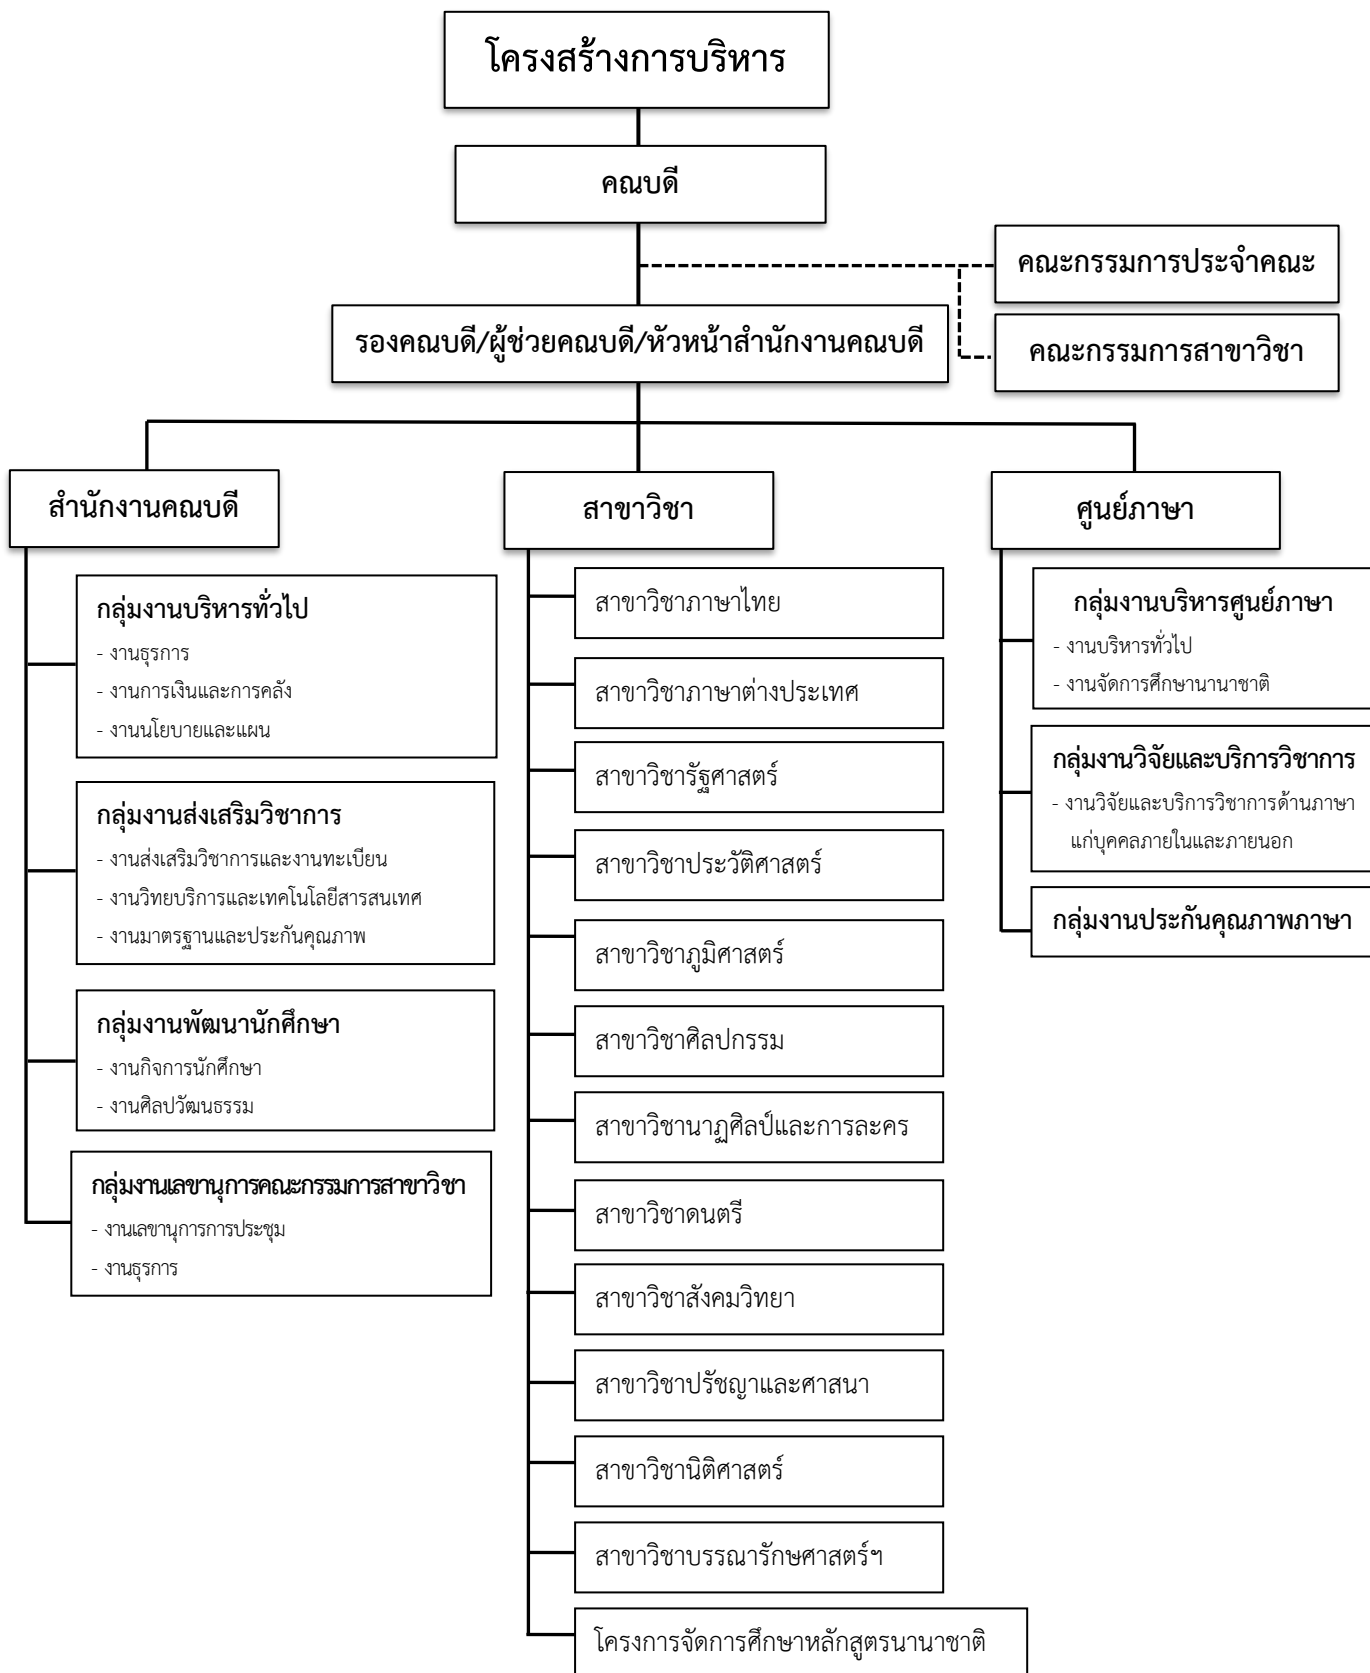 โครงสร้างการบริหาร
คณบดี
คณะกรรมการประจำคณะ
คณะกรรมการสาขาวิชา
รองคณบดี/ผู้ช่วยคณบดี/หัวหน้าสำนักงานคณบดี
สำนักงานคณบดี
กลุ่มงานบริหารทั่วไป
- งานธุรการ
- งานการเงินและการคลัง
- งานนโยบายและแผน
กลุ่มงานส่งเสริมวิชาการ
- งานส่งเสริมวิชาการและงานทะเบียน
- งานวิทยบริการและเทคโนโลยีสารสนเทศ
- งานมาตรฐานและประกันคุณภาพ
กลุ่มงานพัฒนานักศึกษา
- งานกิจการนักศึกษา
- งานศิลปวัฒนธรรม
กลุ่มงานเลขานุการคณะกรรมการสาขาวิชา
- งานเลขานุการการประชุม
- งานธุรการ
สาขาวิชา
สาขาวิชาภาษาไทย
สาขาวิชาภาษาต่างประเทศ
สาขาวิชารัฐศาสตร์
สาขาวิชาประวัติศาสตร์
สาขาวิชาภูมิศาสตร์
สาขาวิชาศิลปกรรม
สาขาวิชานาฏศิลป์และการละคร
สาขาวิชาดนตรี
สาขาวิชาสังคมวิทยา
สาขาวิชาปรัชญาและศาสนา
สาขาวิชานิติศาสตร์
สาขาวิชาบรรณารักษศาสตร์ฯ
โครงการจัดการศึกษาหลักสูตรนานาชาติ
ศูนย์ภาษา
กลุ่มงานบริหารศูนย์ภาษา
- งานบริหารทั่วไป
- งานจัดการศึกษานานาชาติ
กลุ่มงานวิจัยและบริการวิชาการ
- งานวิจัยและบริการวิชาการด้านภาษา
แก่บุคคลภายในและภายนอก
กลุ่มงานประกันคุณภาพภาษา